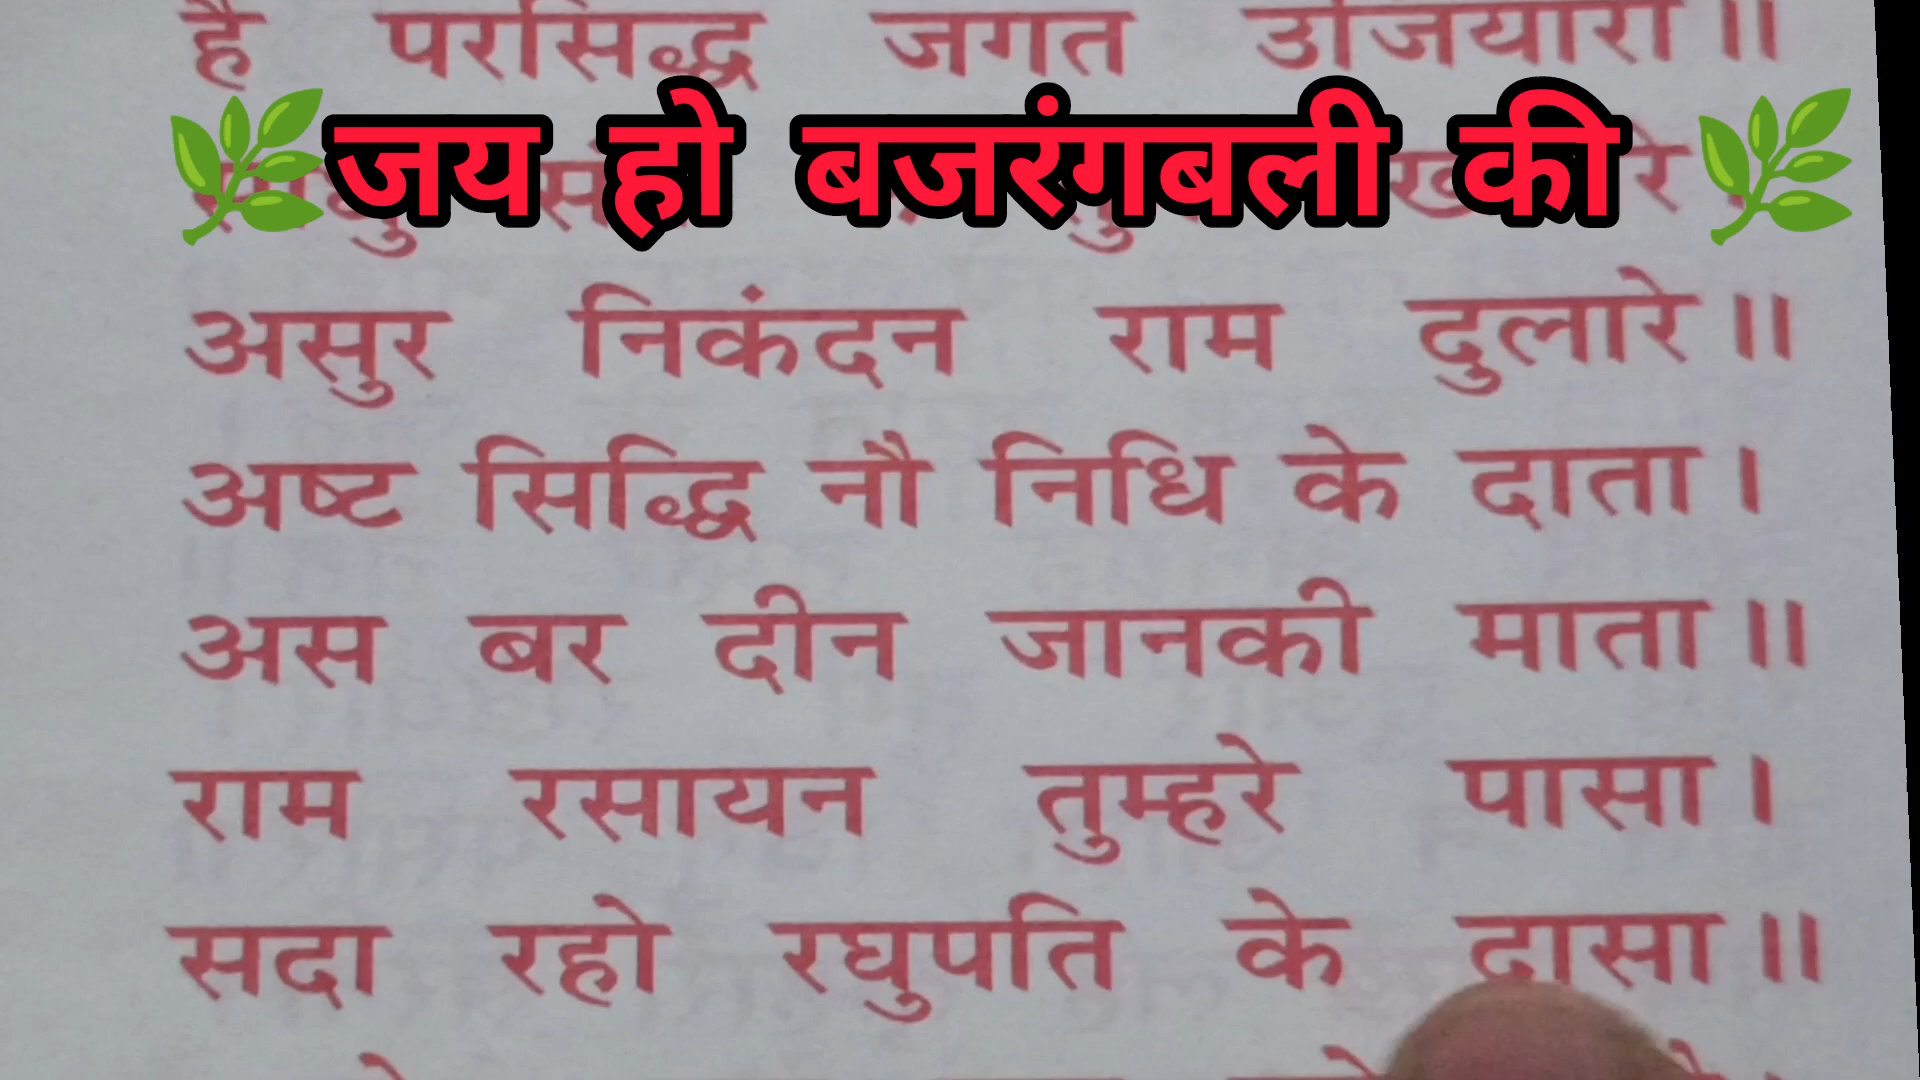 है परसिद्ध जगत उजियारा ॥
जय हो बजरंगबली की
असुर निकंदन राम दुलारे ॥
अष्ट सिद्धि नौ निधि के दाता ।
अस बर दीन जानकी माता ॥
राम रसायन तुम्हरे पासा ।
सदा रहो रघुपति के दासा ॥